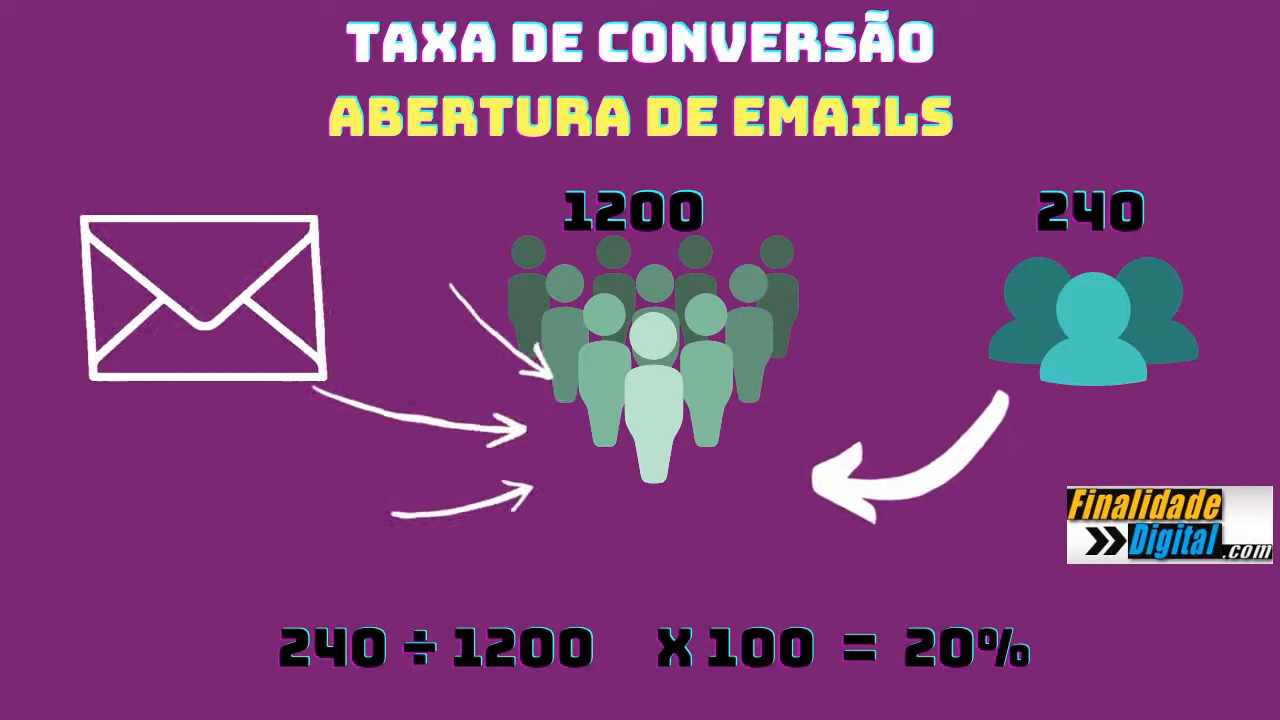 TAXA DE CONVERSÃO
ABERTURA DE EMAILS
1200
240
Finalidade
Digital.com
240 ÷ 1200 X 100 = 20%